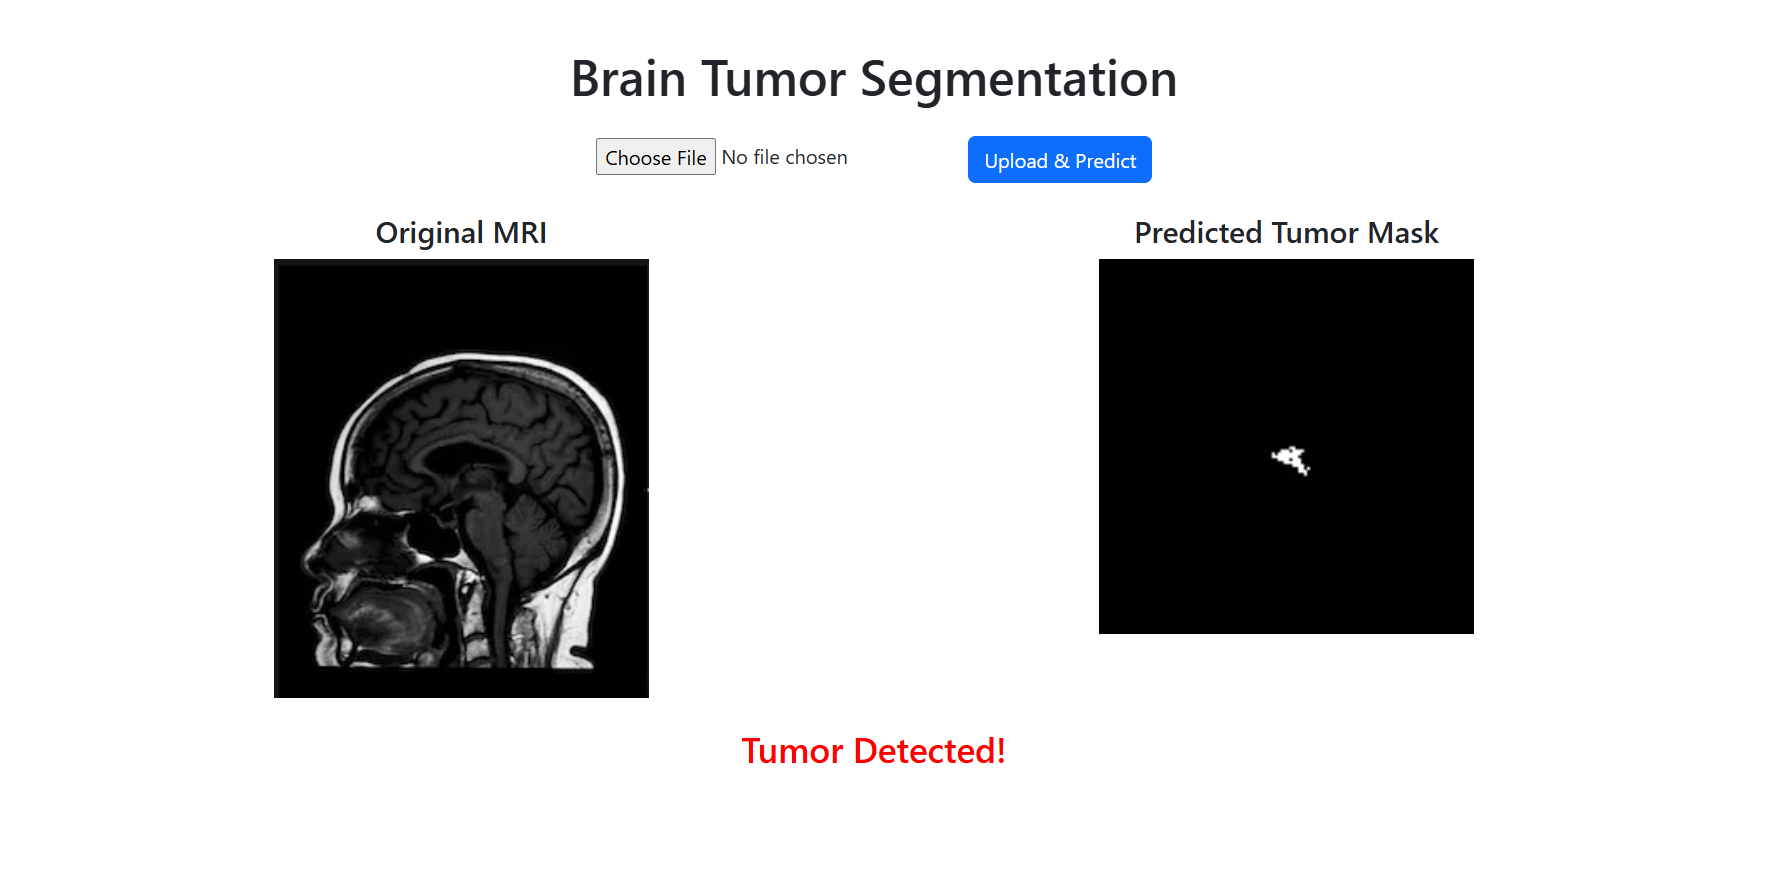 Brain Tumor Segmentation
Choose File No file chosen
Upload & Predict
Original MRI
Predicted Tumor Mask
Tumor Detected!